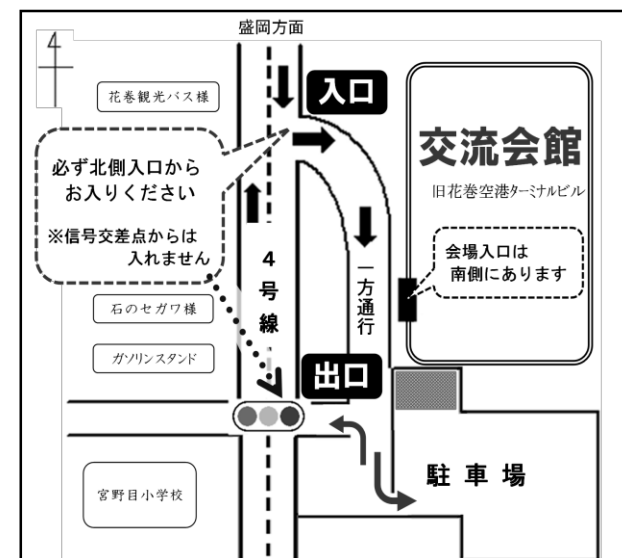 盛岡方面
4
花巻観光バス様
入口
交流会館
旧花巻空港ターミナルビル
必ず北側入口から
お入りください
※信号交差点からは
入れません
会場入口は
南側にあります
4号線
一方通行
石のセガワ様
ガソリンスタンド
出口
駐車場
宮野目小学校